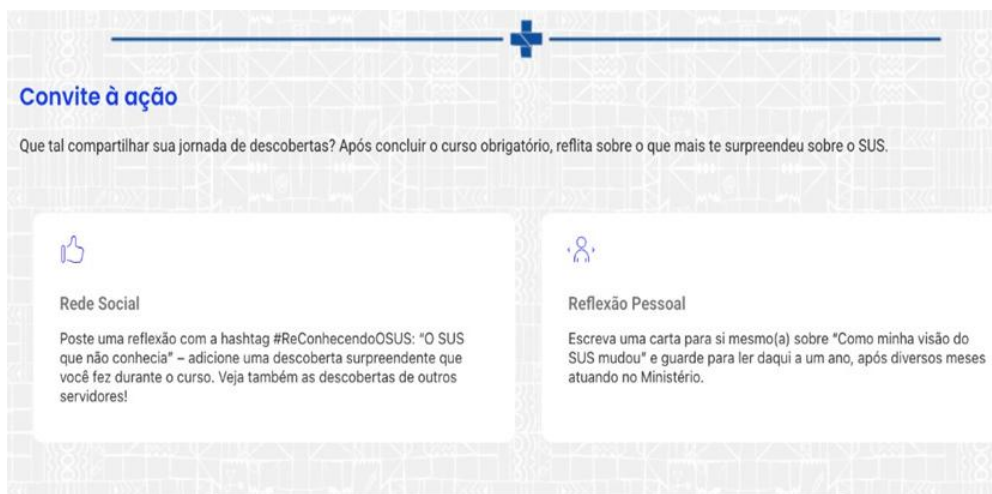 Convite à ação
Que tal compartilhar sua jornada de descobertas? Após concluir o curso obrigatório, reflita sobre o que mais te surpreendeu sobre o SUS.
Rede Social
Poste uma reflexão com a hashtag #ReConhecendoOSUS: "O SUS
que não conhecia" – adicione uma descoberta surpreendente que
você fez durante o curso. Veja também as descobertas de outros
servidores!
Reflexão Pessoal
Escreva uma carta para si mesmo(a) sobre "Como minha visão do
SUS mudou" e guarde para ler daqui a um ano, após diversos meses
atuando no Ministério.